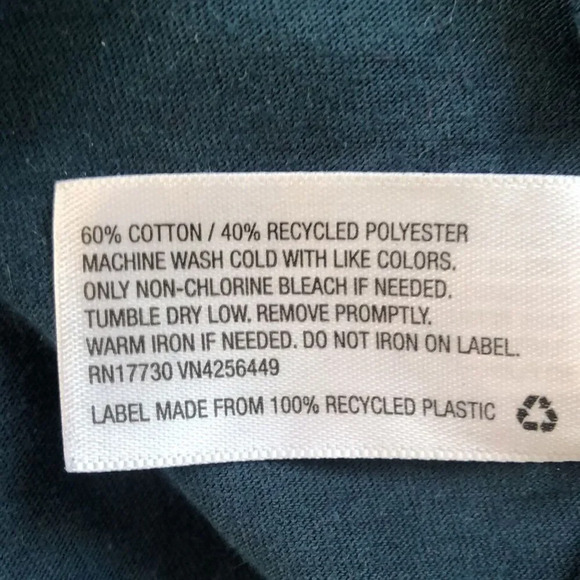 60% COTTON / 40% RECYCLED POLYESTER
MACHINE WASH COLD WITH LIKE COLORS.
ONLY NON-CHLORINE BLEACH IF NEEDED.
TUMBLE DRY LOW. REMOVE PROMPTLY.
WARM IRON IF NEEDED. DO NOT IRON ON LABEL.
RN17730 VN4256449
LABEL MADE FROM 100% RECYCLED PLASTIC